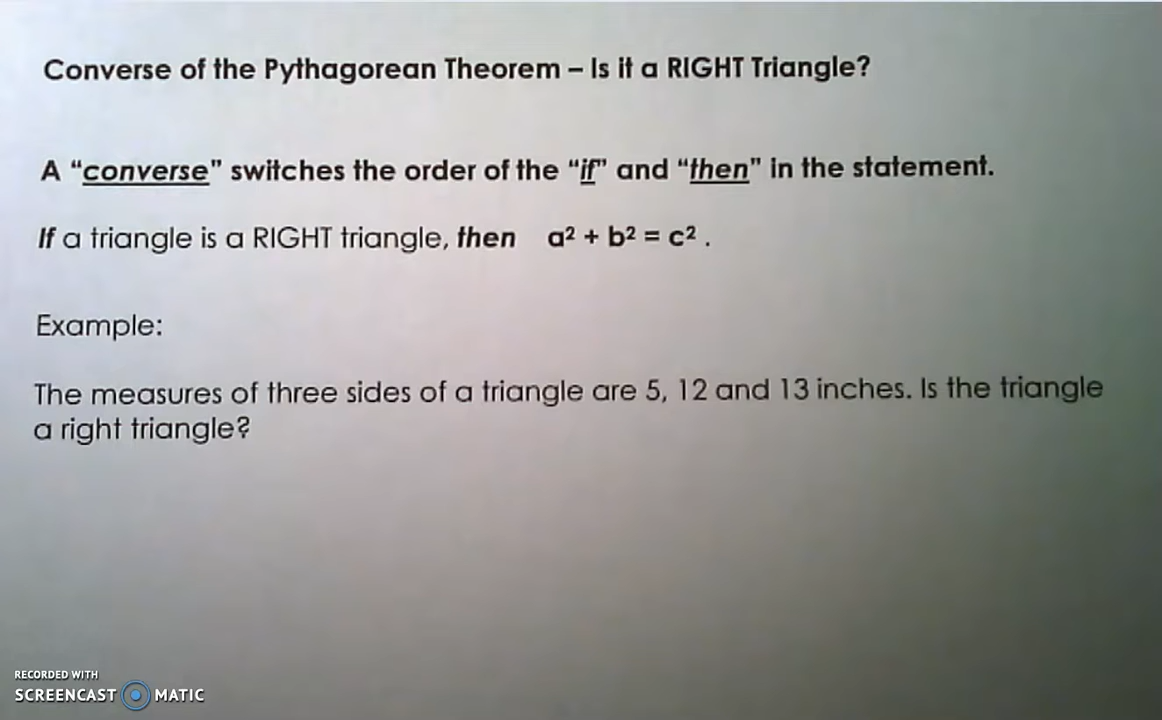 Converse of the Pythagorean Theorem – Is it a RIGHT Triangle?
A “converse” switches the order of the “if” and “then” in the statement.
If a triangle is a RIGHT triangle, then a² + b² = c² .
Example:
The measures of three sides of a triangle are 5, 12 and 13 inches. Is the triangle
a right triangle?
RECORDED WITH
SCREENCAST MATIC